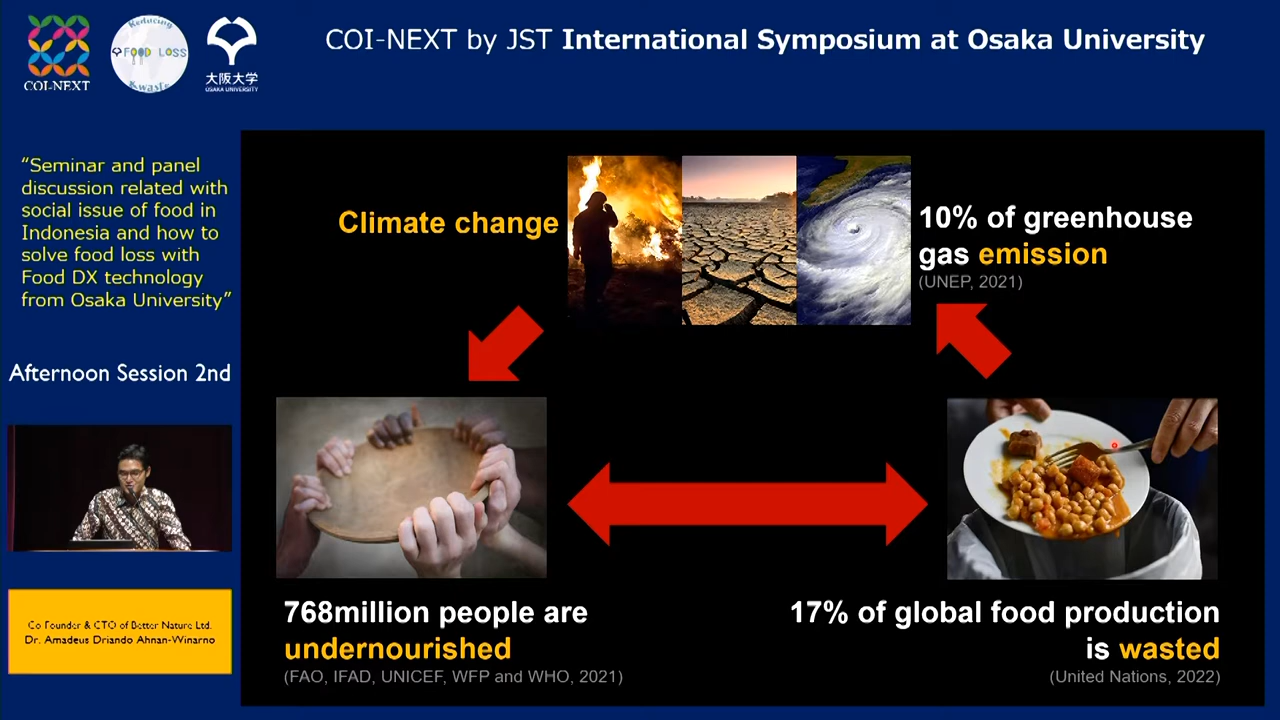 COI-NEXT
Reducing
FOOD LOSS
& Waste
大阪大学
OSAKA UNIVERSITY
COI-NEXT by JST International Symposium at Osaka University
“Seminar and panel
discussion related with
social issue of food in
Indonesia and how to
solve food loss with
Food DX technology
from Osaka University”
Afternoon Session 2nd
Co Founder & CTO of Better Nature Ltd.
Dr. Amadeus Driando Ahnan-Winarno
Climate change
10% of greenhouse
gas emission
(UNEP, 2021)
768million people are
undernourished
(FAO, IFAD, UNICEF, WFP and WHO, 2021)
17% of global food production
is wasted
(United Nations, 2022)